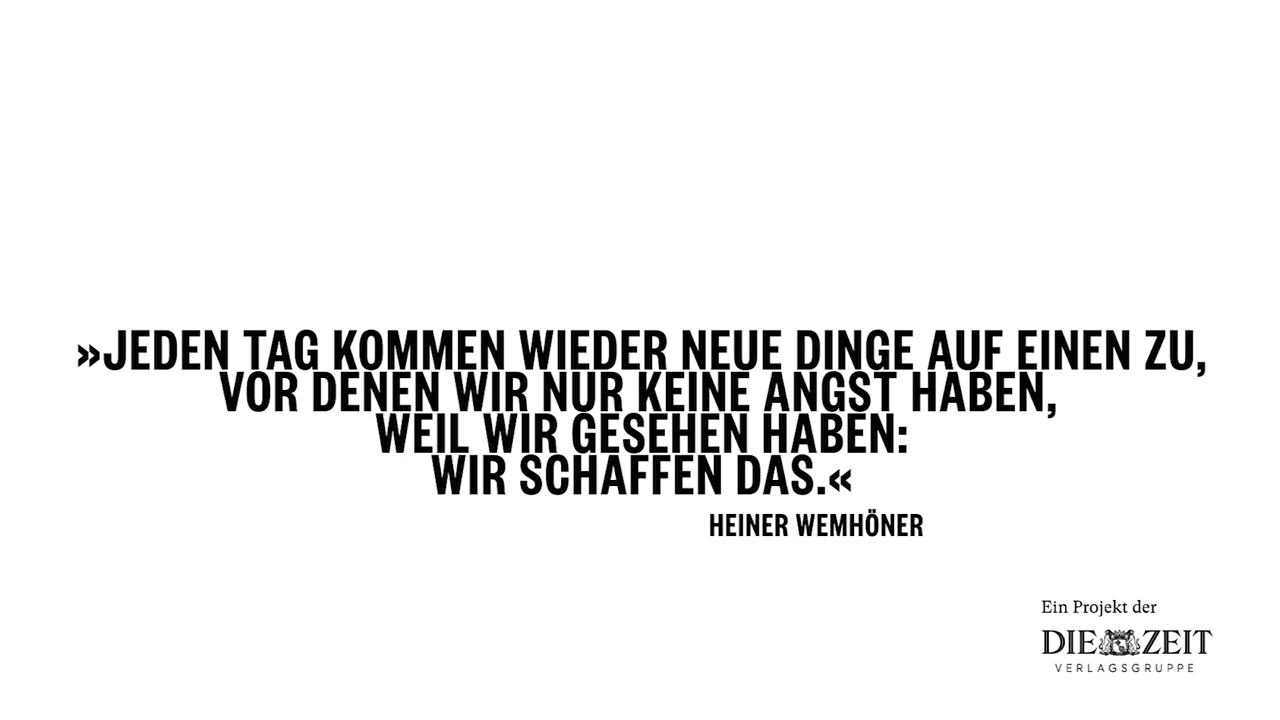 »JEDEN TAG KOMMEN WIEDER NEUE DINGE AUF EINEN ZU,
VOR DENEN WIR NUR KEINE ANGST HABEN,
WEIL WIR GESEHEN HABEN:
WIR SCHAFFEN DAS.«
HEINER WEMHÖNER
Ein Projekt der
DIE ZEIT
VERLAGSGRUPPE